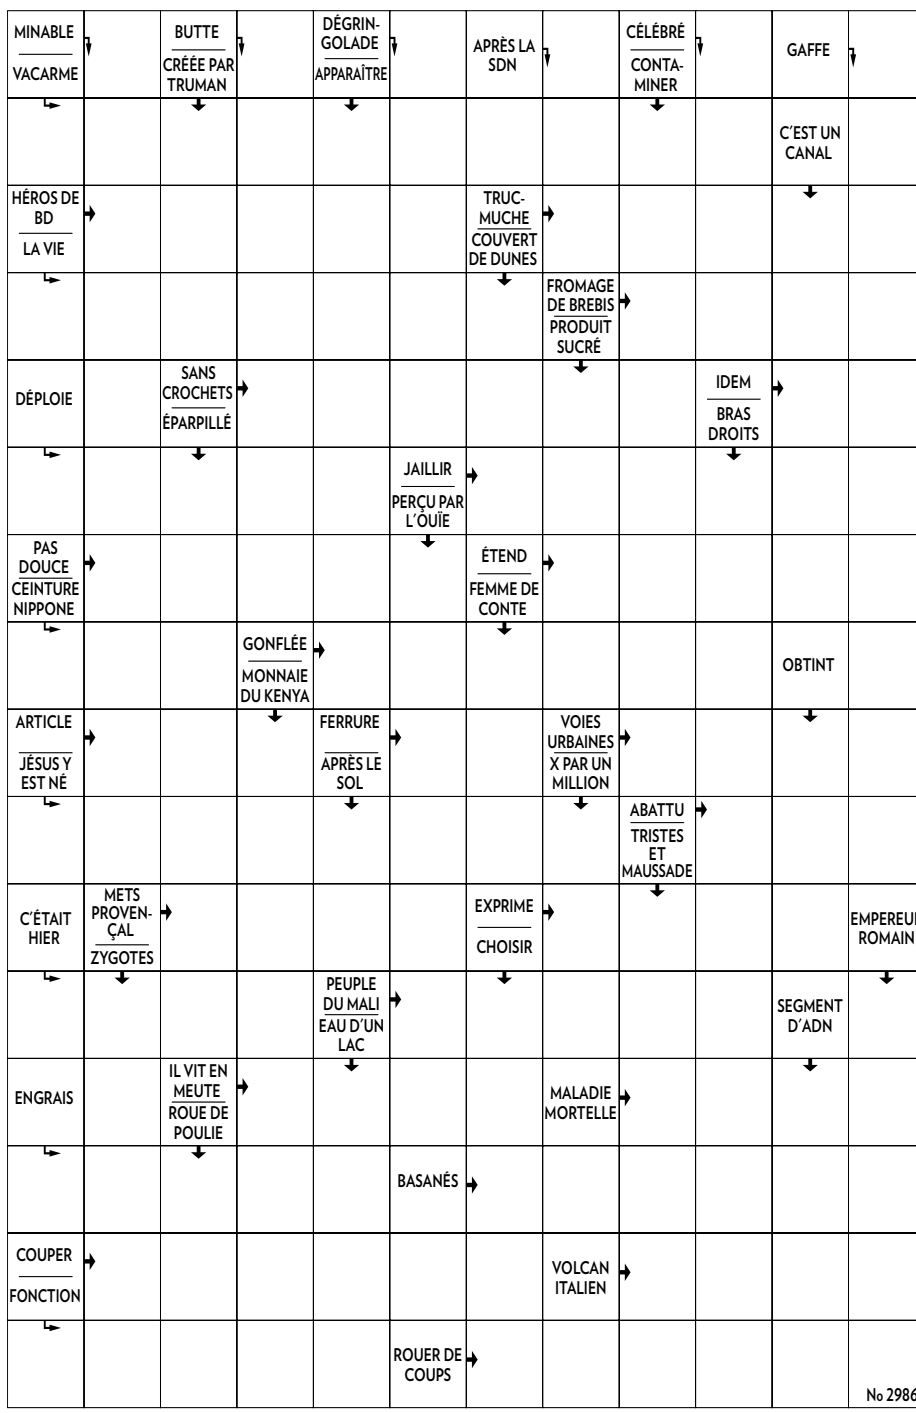 MINABLE
VACARME
BUTTE
CRÉÉE PAR
TRUMAN
DÉGRIN-
GOLADE
APPARAÎTRE
APRÈS LA
SDN
CÉLÉBRÉ
CONTA-
MINER
GAFFE
C'EST UN
CANAL
HÉROS DE
BD
LA VIE
TRUC-
MUCHE
COUVERT
DE DUNES
FROMAGE
DE BREBIS
PRODUIT
SUCRÉ
DÉPLOIE
SANS
CROCHETS
ÉPARPILLÉ
IDEM
BRAS
DROITS
JAILLIR
PERÇU PAR
L'OUÏE
PAS
DOUCE
CEINTURE
NIPPONE
ÉTEND
FEMME DE
CONTE
GONFLÉE
MONNAIE
DU KENYA
OBTINT
ARTICLE
JÉSUS Y
EST NÉ
FERRURE
APRÈS LE
SOL
VOIES
URBAINES
X PAR UN
MILLION
ABATTU
TRISTES
ET
MAUSSADE
C'ÉTAIT
HIER
METS
PROVEN-
ÇAL
ZYGOTES
EXPRIME
CHOISIR
EMPEREUR
ROMAIN
PEUPLE
DU MALI
EAU D'UN
LAC
SEGMENT
D'ADN
ENGRAIS
IL VIT EN
MEUTE
ROUE DE
POULIE
MALADIE
MORTELLE
BASANÉS
COUPER
FONCTION
VOLCAN
ITALIEN
ROUER DE
COUPS
No 2986